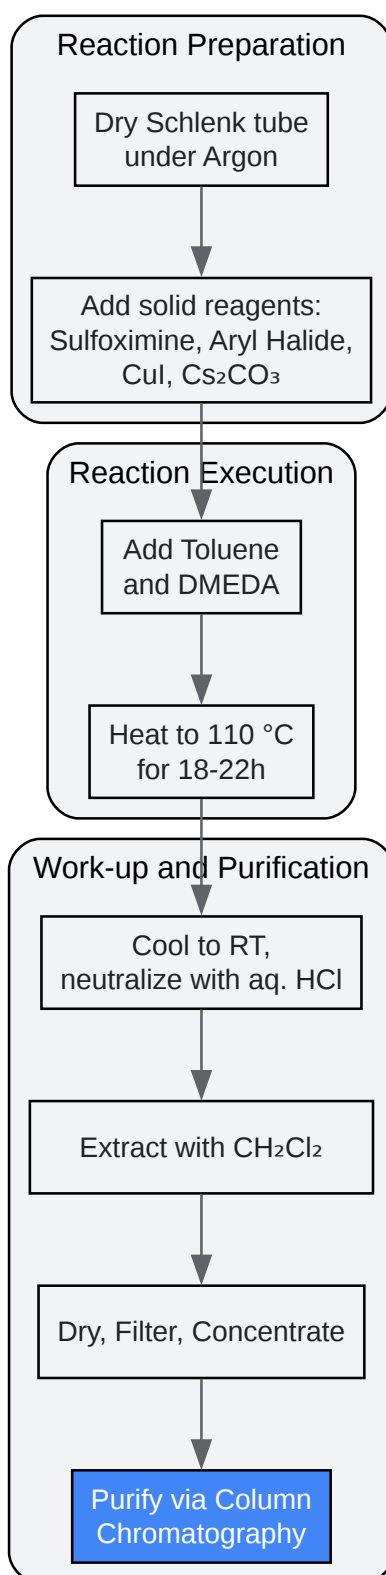 Reaction Preparation
Dry Schlenk tube
under Argon
Add solid reagents:
Sulfoximine, Aryl Halide,
CuI, Cs₂CO₃
Reaction Execution
Add Toluene
and DMEDA
Heat to 110 °C
for 18-22h
Work-up and Purification
Cool to RT,
neutralize with aq. HCl
Extract with CH₂Cl₂
Dry, Filter, Concentrate
Purify via Column
Chromatography